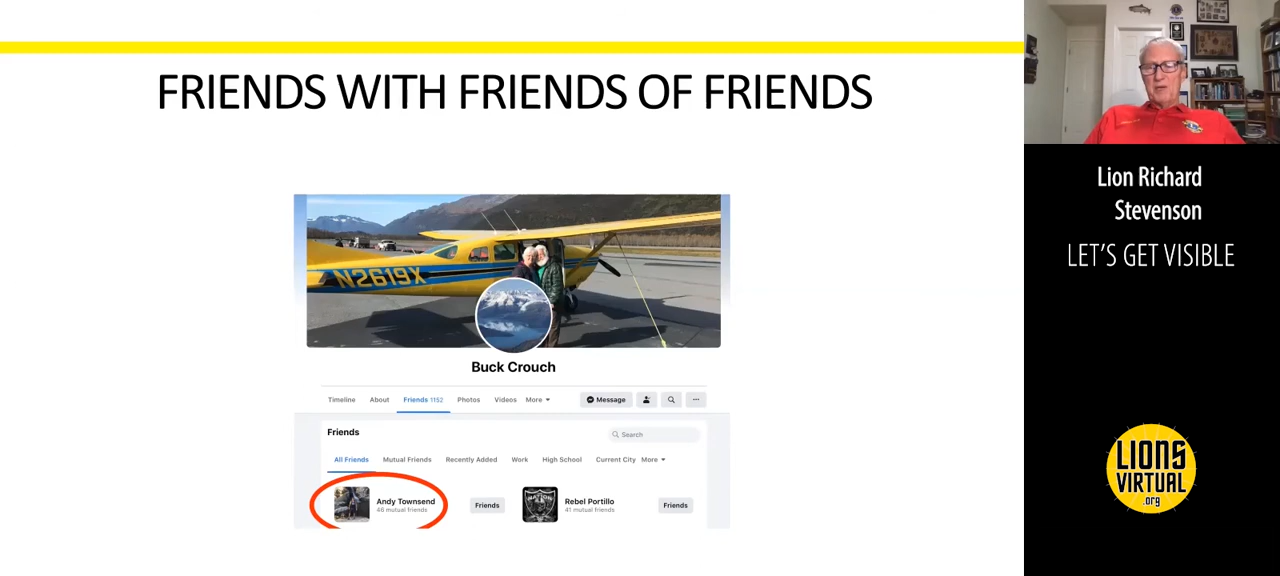 FRIENDS WITH FRIENDS OF FRIENDS
N2619X
Buck Crouch
Timeline About Friends 1152 Photos Videos More Message
Friends
Search
All Friends Mutual Friends Recently Added Work High School Current City More
Andy Townsend
46 mutual friends
Friends
Rebel Portillo
41 mutual friends
Friends
Lion Richard
Stevenson
LET'S GET VISIBLE
LIONS
VIRTUAL
.org